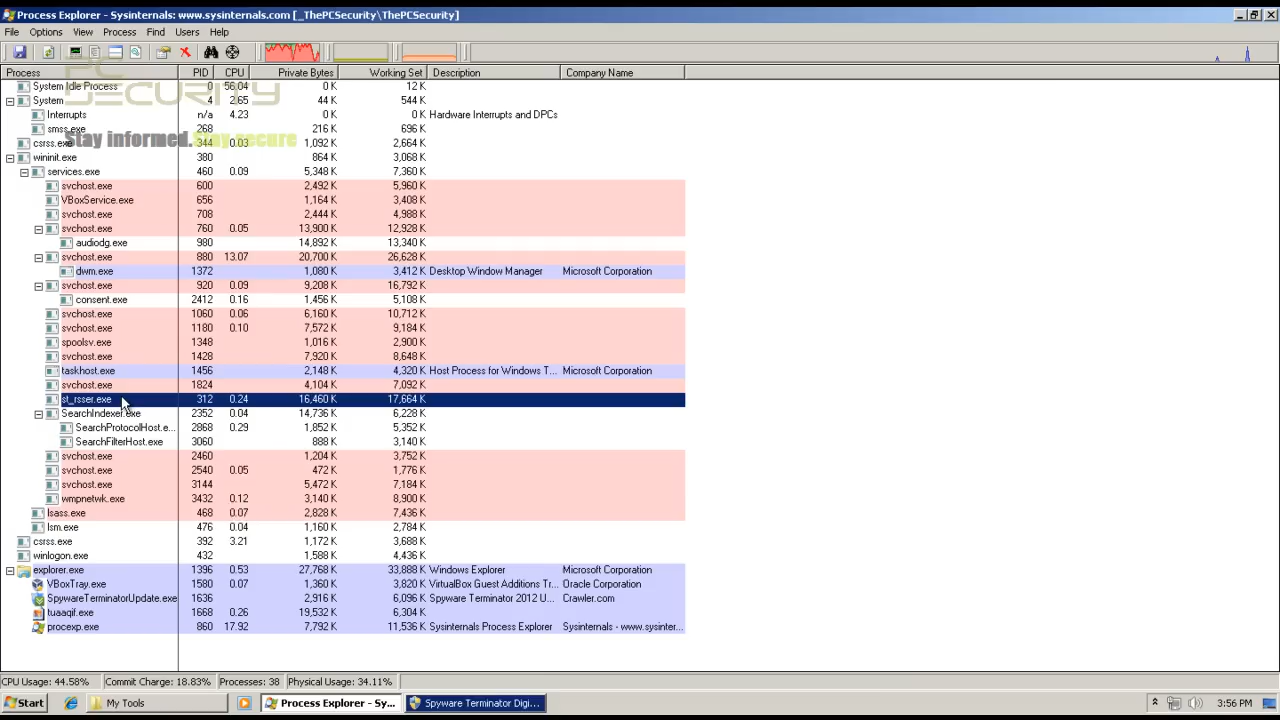 Process Explorer - Sysinternals: www.sysinternals.com [_ThePCSecurity\ThePCSecurity]
File Options View Process Find Users Help
Process PID CPU Private Bytes Working Set Description Company Name
System Idle Process 0 56.04 0 K 12 K
System 4 2.65 44 K 544 K
Interrupts n/a 4.23 0 K 0 K Hardware Interrupts and DPCs
smss.exe 268 216 K 696 K
csrss.exe 344 0.03 1,092 K 2,664 K
wininit.exe 380 864 K 3,068 K
services.exe 460 0.09 5,348 K 7,360 K
svchost.exe 600 2,492 K 5,960 K
VBoxService.exe 656 1,164 K 3,408 K
svchost.exe 708 2,444 K 4,988 K
svchost.exe 760 0.05 13,900 K 12,928 K
audiodg.exe 980 14,892 K 13,340 K
svchost.exe 880 13.07 20,700 K 26,628 K
dwm.exe 1372 1,080 K 3,412 K Desktop Window Manager Microsoft Corporation
svchost.exe 920 0.09 9,208 K 16,792 K
consent.exe 2412 0.16 1,456 K 5,108 K
svchost.exe 1060 0.06 6,160 K 10,712 K
svchost.exe 1180 0.10 7,572 K 9,184 K
spoolsv.exe 1348 1,016 K 2,900 K
svchost.exe 1428 7,920 K 8,648 K
taskhost.exe 1456 2,148 K 4,320 K Host Process for Windows T... Microsoft Corporation
svchost.exe 1824 4,104 K 7,092 K
st_rsser.exe 312 0.24 16,460 K 17,664 K
SearchIndexer.exe 2352 0.04 14,736 K 6,228 K
SearchProtocolHost.e... 2868 0.29 1,852 K 5,352 K
SearchFilterHost.exe 3060 888 K 3,140 K
svchost.exe 2460 1,204 K 3,752 K
svchost.exe 2540 0.05 472 K 1,776 K
svchost.exe 3144 5,472 K 7,184 K
wmpnetwk.exe 3432 0.12 3,140 K 8,900 K
lsass.exe 468 0.07 2,828 K 7,436 K
lsm.exe 476 0.04 1,160 K 2,784 K
csrss.exe 392 3.21 1,172 K 3,688 K
winlogon.exe 432 1,588 K 4,436 K
explorer.exe 1396 0.53 27,768 K 33,888 K Windows Explorer Microsoft Corporation
VBoxTray.exe 1580 0.07 1,360 K 3,820 K VirtualBox Guest Additions Tr... Oracle Corporation
SpywareTerminatorUpdate.exe 1636 2,916 K 6,096 K Spyware Terminator 2012 U... Crawler.com
tuaaqif.exe 1668 0.26 19,532 K 6,304 K
procexp.exe 860 17.92 7,792 K 11,536 K Sysinternals Process Explorer Sysinternals - www.sysinter...
PC
SECURITY
Stay informed. Stay secure
CPU Usage: 44.58% Commit Charge: 18.83% Processes: 38 Physical Usage: 34.11%
Start My Tools Process Explorer - Sy... Spyware Terminator Digi... 3:56 PM